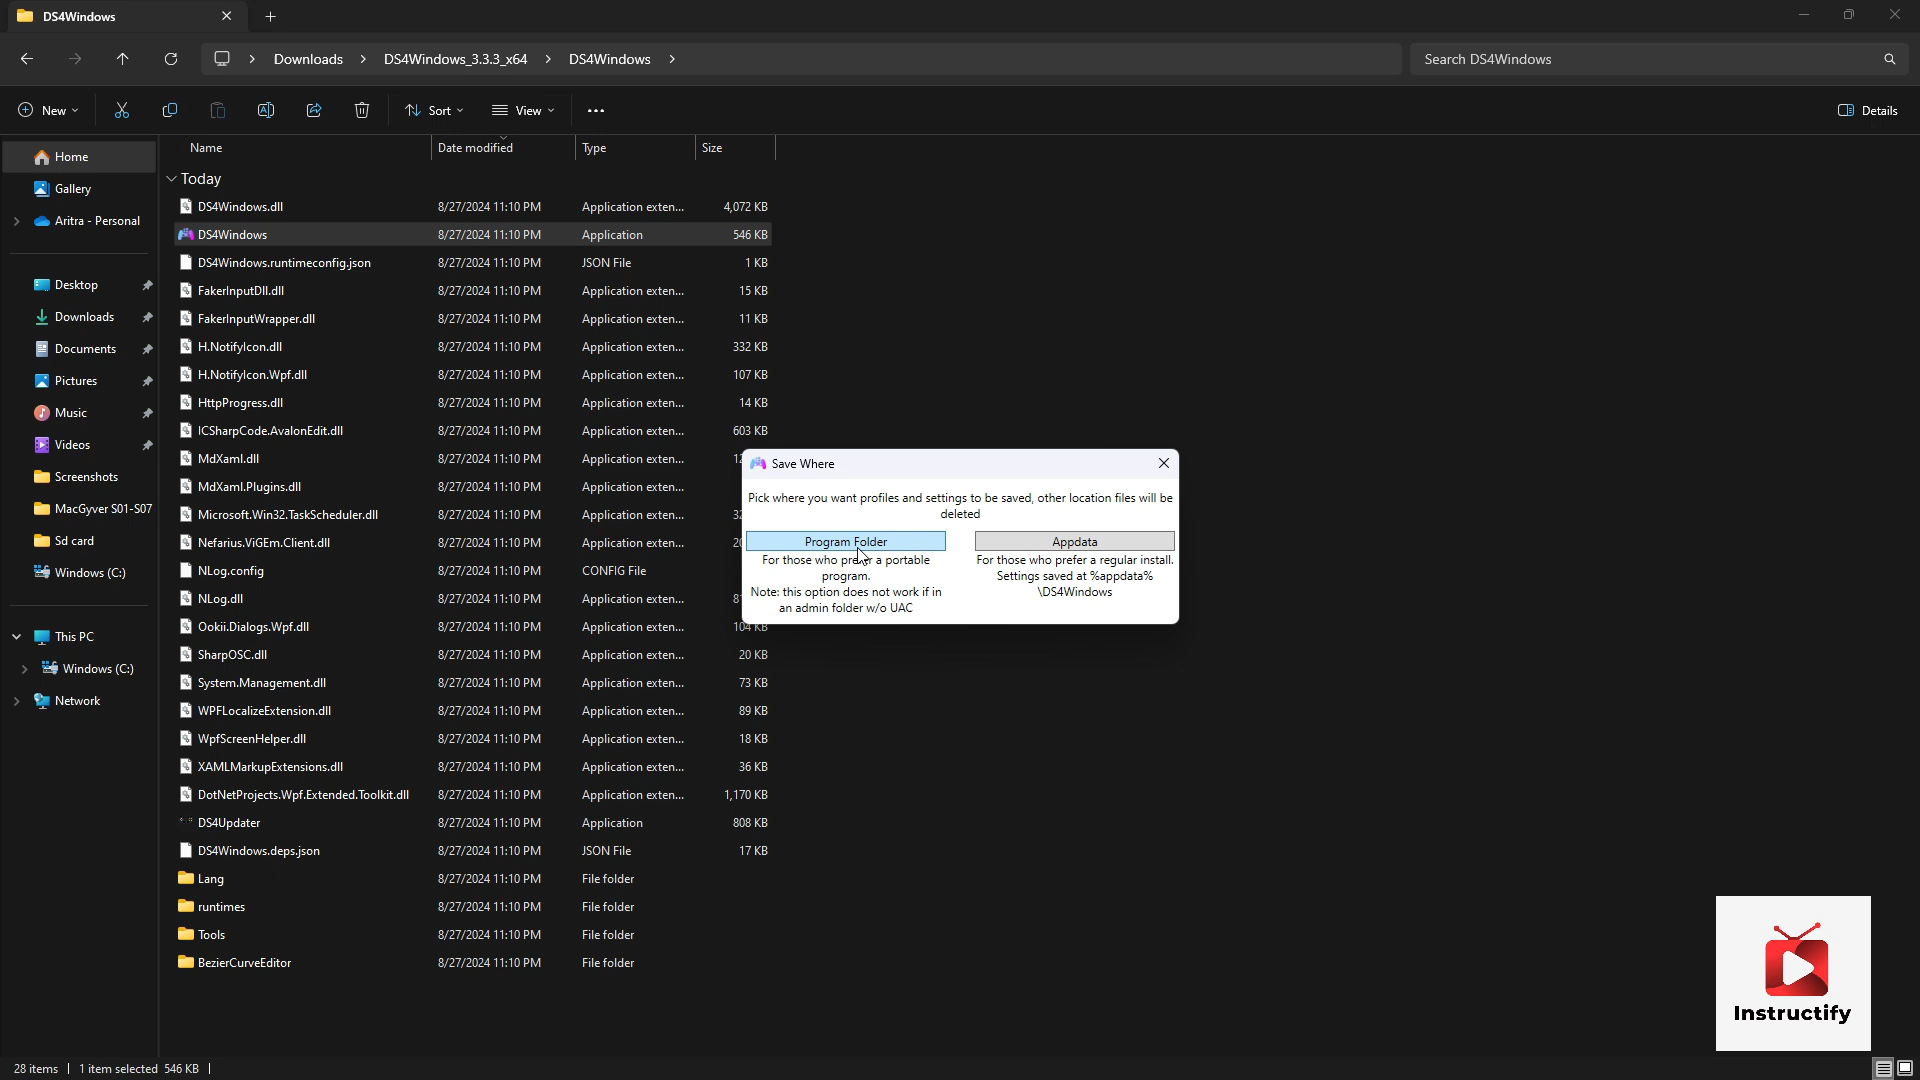 DS4Windows
Downloads > DS4Windows_3.3.3_x64 > DS4Windows >
Search DS4Windows
New
Sort
View
Details
Name
Date modified
Type
Size
Home
Gallery
Aritra - Personal
Desktop
Downloads
Documents
Pictures
Music
Videos
Screenshots
MacGyver S01-S07
Sd card
Windows (C:)
This PC
Windows (C:)
Network
Today
DS4Windows.dll 8/27/2024 11:10 PM Application exten... 4,072 KB
DS4Windows 8/27/2024 11:10 PM Application 546 KB
DS4Windows.runtimeconfig.json 8/27/2024 11:10 PM JSON File 1 KB
FakerInputDll.dll 8/27/2024 11:10 PM Application exten... 15 KB
FakerInputWrapper.dll 8/27/2024 11:10 PM Application exten... 11 KB
H.NotifyIcon.dll 8/27/2024 11:10 PM Application exten... 332 KB
H.NotifyIcon.Wpf.dll 8/27/2024 11:10 PM Application exten... 107 KB
HttpProgress.dll 8/27/2024 11:10 PM Application exten... 14 KB
ICSharpCode.AvalonEdit.dll 8/27/2024 11:10 PM Application exten... 603 KB
MdXaml.dll 8/27/2024 11:10 PM Application exten...
MdXaml.Plugins.dll 8/27/2024 11:10 PM Application exten...
Microsoft.Win32.TaskScheduler.dll 8/27/2024 11:10 PM Application exten...
Nefarius.ViGEm.Client.dll 8/27/2024 11:10 PM Application exten...
NLog.config 8/27/2024 11:10 PM CONFIG File
NLog.dll 8/27/2024 11:10 PM Application exten...
Ookii.Dialogs.Wpf.dll 8/27/2024 11:10 PM Application exten... 104 KB
SharpOSC.dll 8/27/2024 11:10 PM Application exten... 20 KB
System.Management.dll 8/27/2024 11:10 PM Application exten... 73 KB
WPFLocalizeExtension.dll 8/27/2024 11:10 PM Application exten... 89 KB
WpfScreenHelper.dll 8/27/2024 11:10 PM Application exten... 18 KB
XAMLMarkupExtensions.dll 8/27/2024 11:10 PM Application exten... 36 KB
DotNetProjects.Wpf.Extended.Toolkit.dll 8/27/2024 11:10 PM Application exten... 1,170 KB
DS4Updater 8/27/2024 11:10 PM Application 808 KB
DS4Windows.deps.json 8/27/2024 11:10 PM JSON File 17 KB
Lang 8/27/2024 11:10 PM File folder
runtimes 8/27/2024 11:10 PM File folder
Tools 8/27/2024 11:10 PM File folder
BezierCurveEditor 8/27/2024 11:10 PM File folder
Save Where
Pick where you want profiles and settings to be saved, other location files will be
deleted
Program Folder
For those who prefer a portable
program.
Note: this option does not work if in
an admin folder w/o UAC
Appdata
For those who prefer a regular install.
Settings saved at %appdata%
\DS4Windows
Instructify
28 items
1 item selected 546 KB